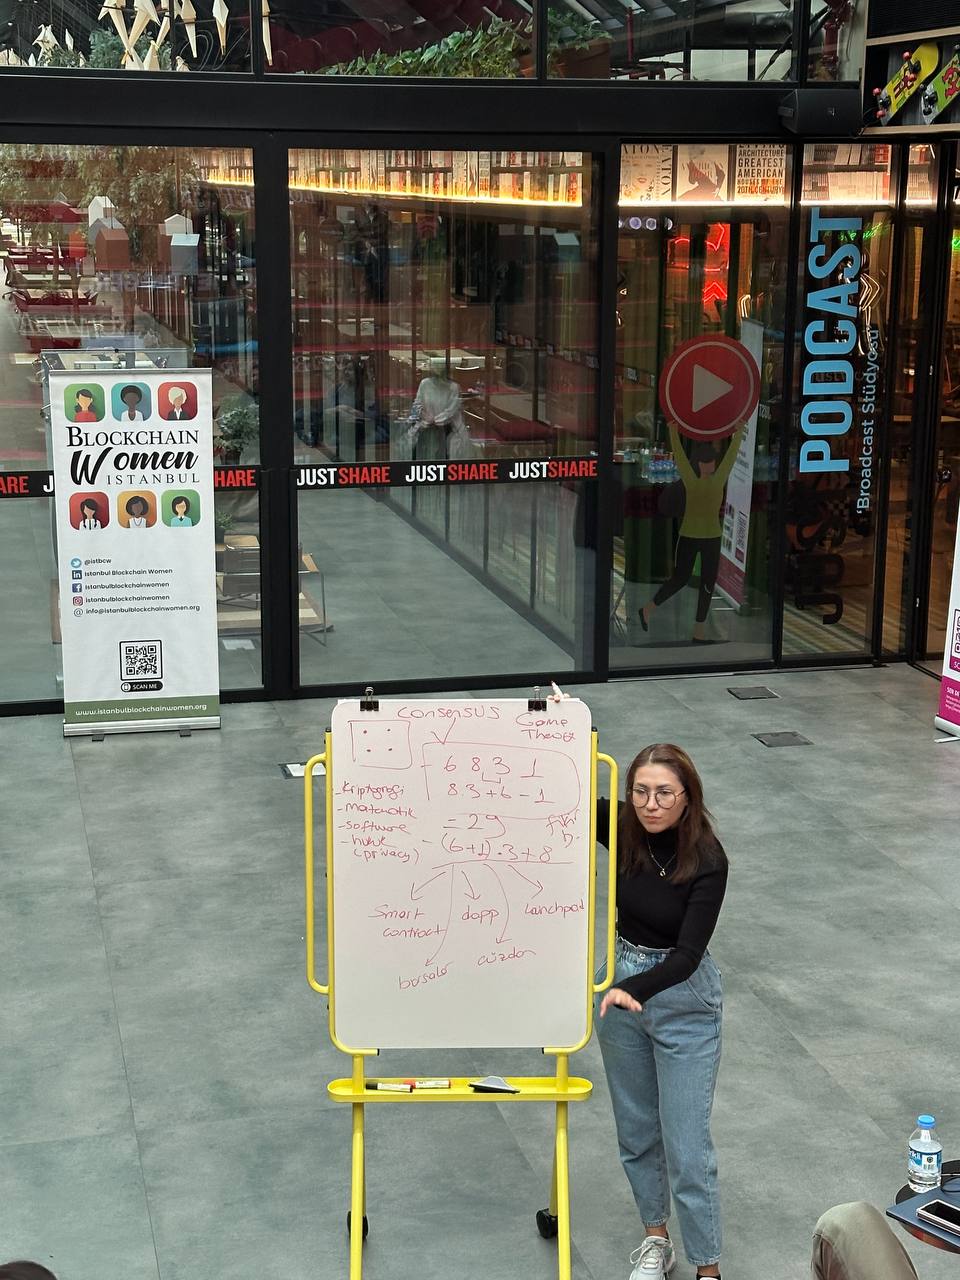 LIVING
ARCHITECTURE
GREATEST
AMERICAN
HOUSES OF THE
20TH CENTURY
PODCAST
'Broadcast Stüdyosu'
BLOCKCHAIN
Women
ISTANBUL
@istbcw
Istanbul Blockchain Women
Istanbulblockchainwomen
istanbulblockchainwomen
info@istanbulblockchainwomen.org
SCAN ME
www.istanbulblockchainwomen.org
ARE
SHARE
JUSTSHARE JUSTSHARE JUSTSHARE
consensus
Game
Theory
6 8 3 1
8.3+6-1
= 29
(6+1).3+8
-kriptografi
-matematik
-software
-hukuk
(privacy)
Smart
contract
dapp
Lanchpad
borsalar
cüzdan